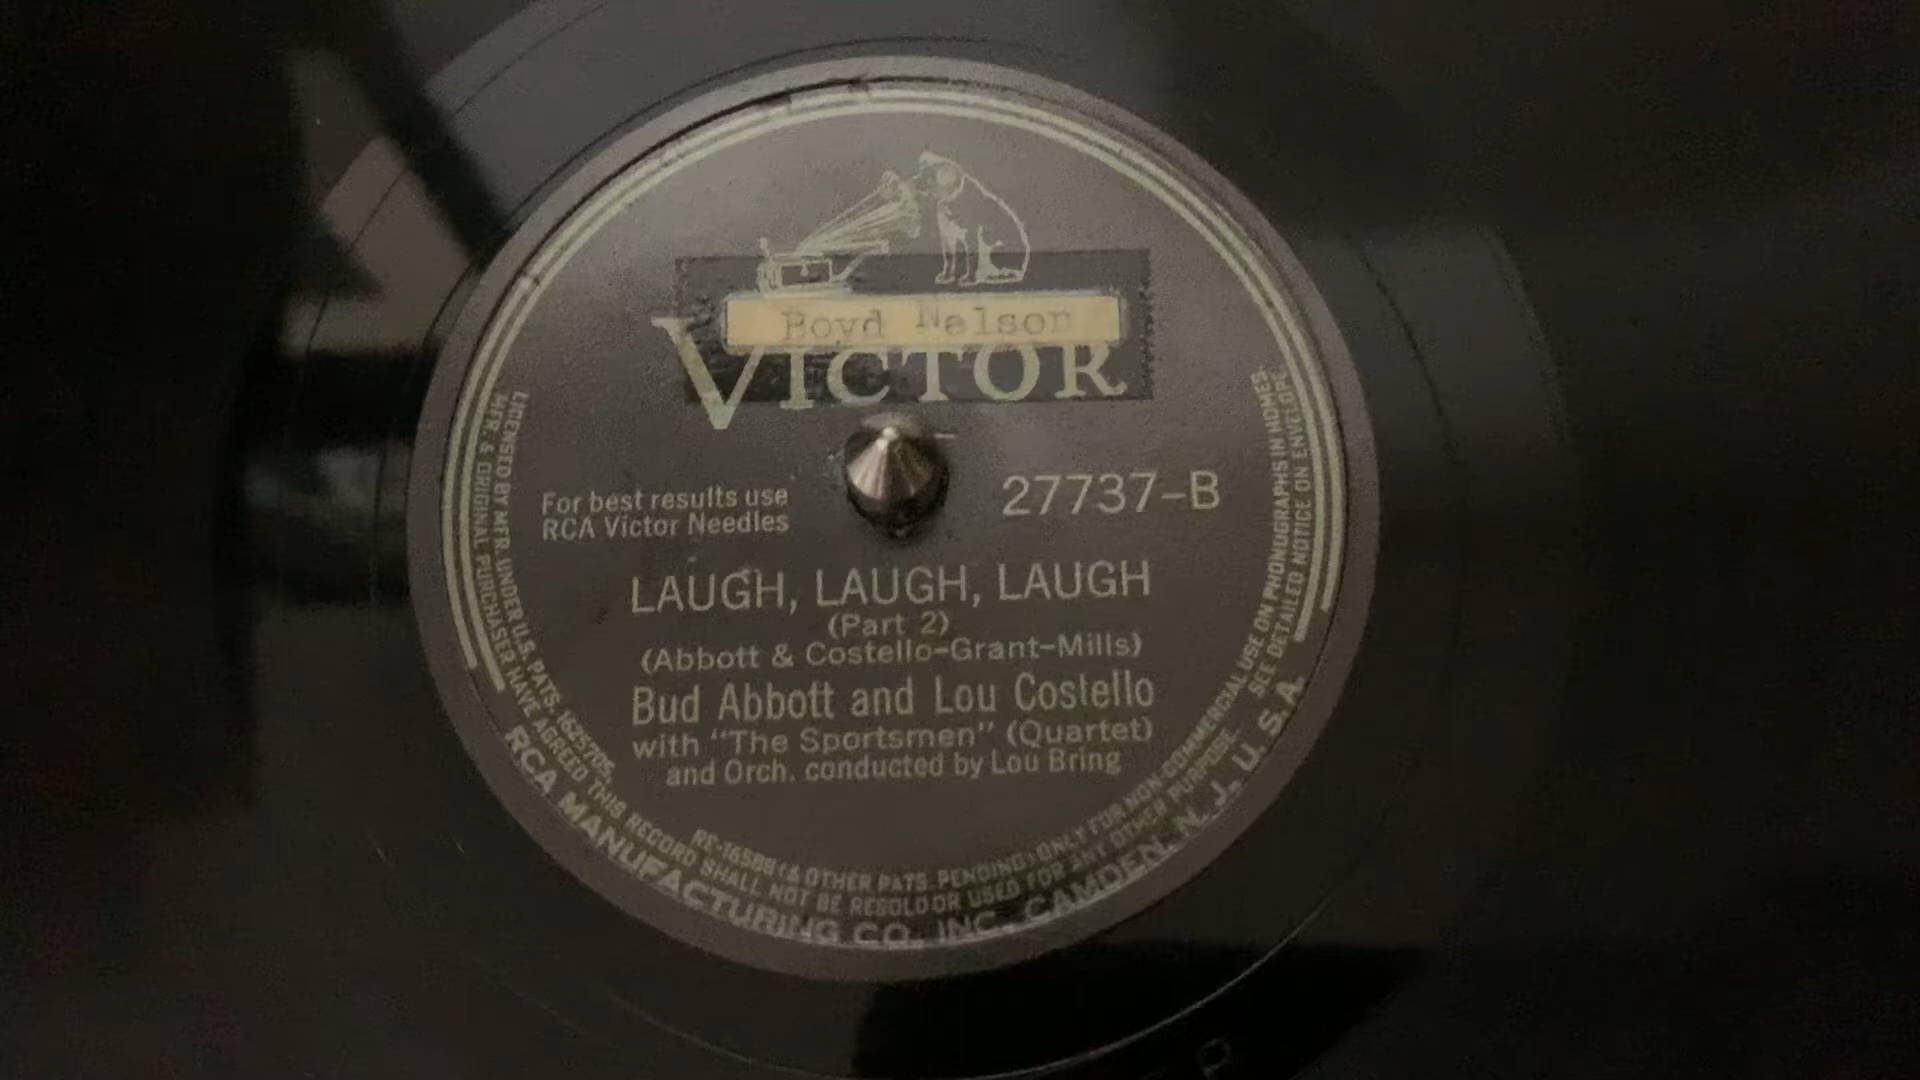 Boyd Nelson
VICTOR
For best results use
RCA Victor Needles
27737-B
LAUGH, LAUGH, LAUGH
(Part 2)
(Abbott & Costello-Grant-Mills)
Bud Abbott and Lou Costello
with "The Sportsmen" (Quartet)
and Orch. conducted by Lou Bring
LICENSED BY MFR. UNDER U.S. PATS. 1625705, RE-16588 (& OTHER PATS. PENDING) ONLY FOR NON-COMMERCIAL USE ON PHONOGRAPHS IN HOMES.
MFR. & ORIGINAL PURCHASER HAVE AGREED THIS RECORD SHALL NOT BE RESOLD OR USED FOR ANY OTHER PURPOSE. SEE DETAILED NOTICE ON ENVELOPE.
RCA MANUFACTURING CO., INC., CAMDEN, N. J., U. S. A.